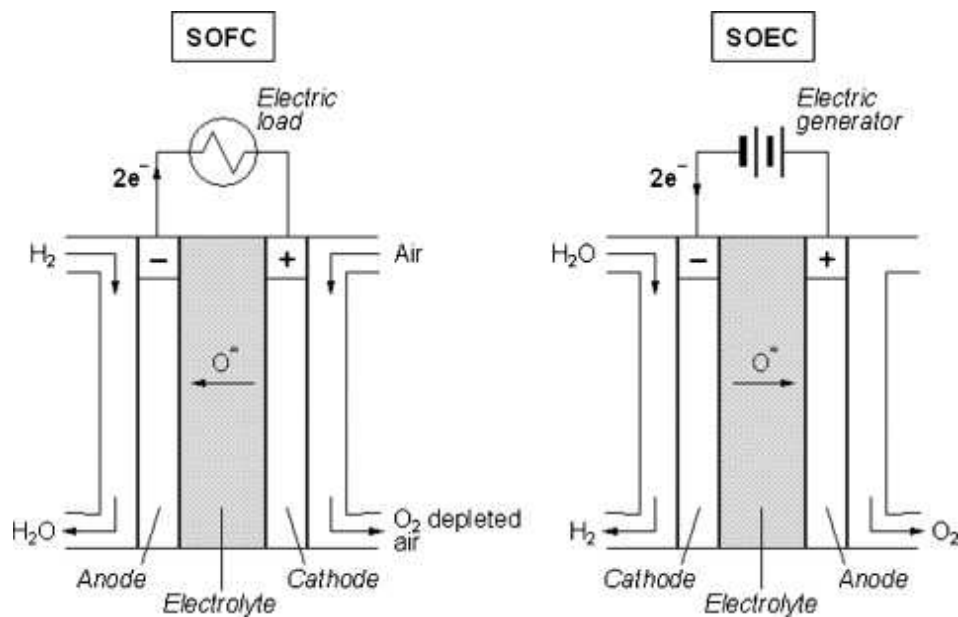 SOFC
Electric
load
2e⁻
H₂
−
+
Air
O⁼
H₂O
O₂ depleted
air
Anode
Cathode
Electrolyte
SOEC
Electric
generator
2e⁻
H₂O
−
+
O⁼
H₂
O₂
Cathode
Anode
Electrolyte